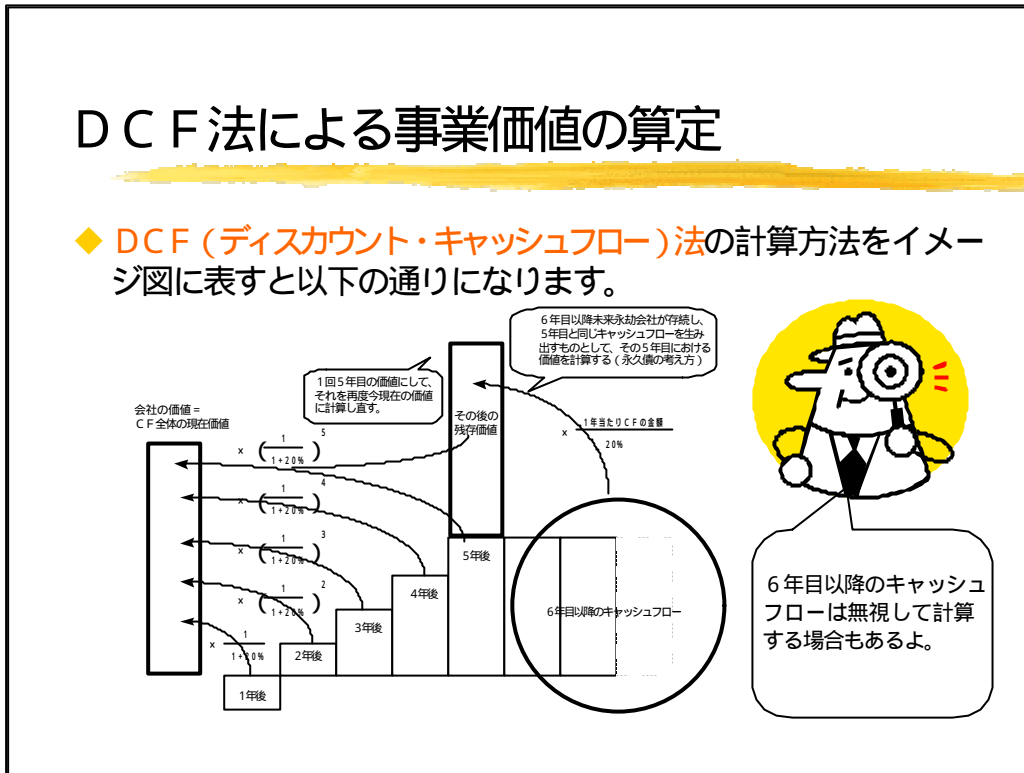 DCF法による事業価値の算定
◆ DCF(ディスカウント・キャッシュフロー)法の計算方法をイメー
ジ図に表すと以下の通りになります。
6年目以降未来永劫会社が存続し、
5年目と同じキャッシュフローを生み
出すものとして、その5年目における
価値を計算する(永久債の考え方)
1回5年目の価値にして、
それを再度今現在の価値
に計算し直す。
会社の価値=
CF全体の現在価値
その後の
残存価値
× 1年当たりCFの金額
20%
× ( 1 ) 5
1+20%
× ( 1 ) 4
1+20%
× ( 1 ) 3
1+20%
× ( 1 ) 2
1+20%
× 1
1+20%
5年後
4年後
3年後
2年後
1年後
6年目以降のキャッシュフロー
6年目以降のキャッシュ
フローは無視して計算
する場合もあるよ。